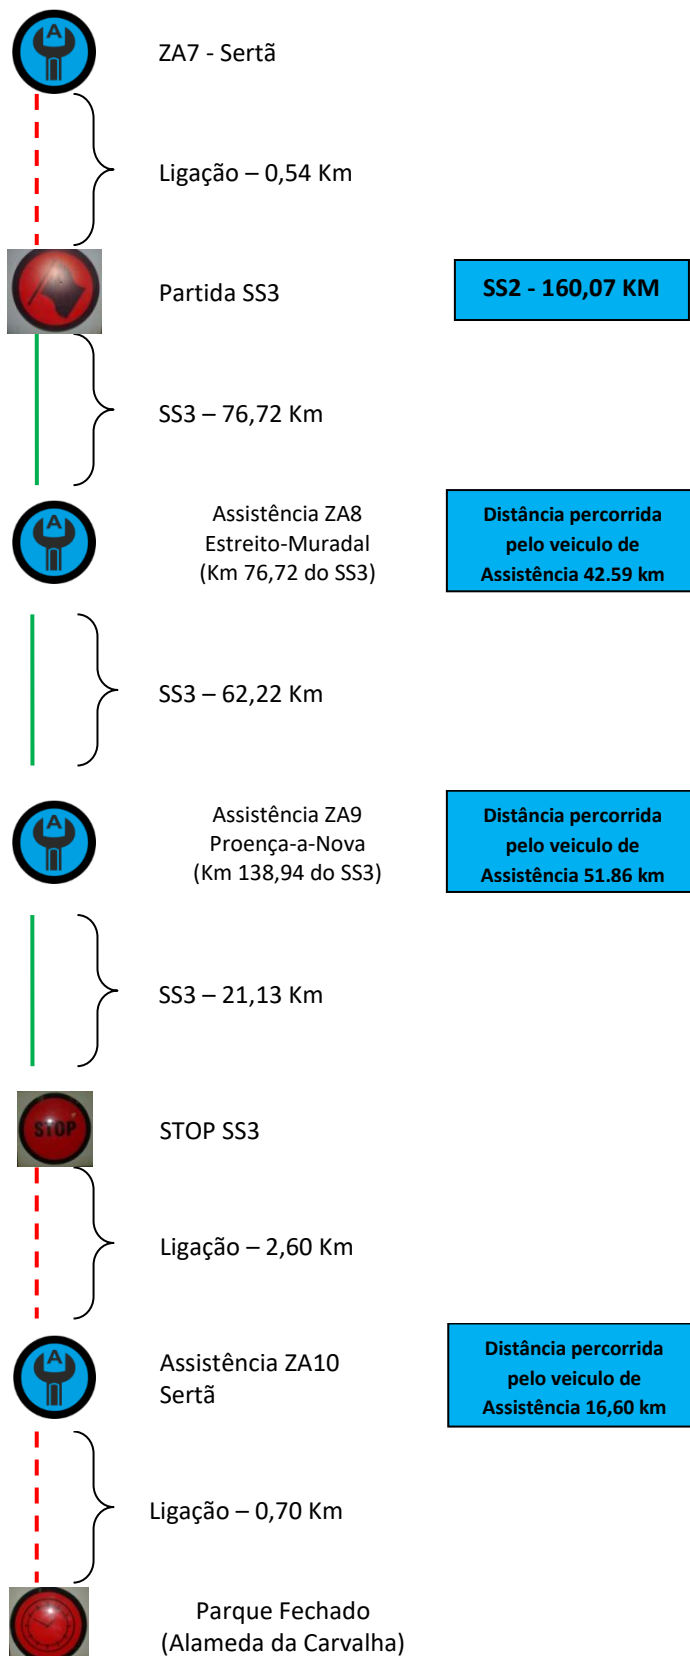 A
ZA7 - Sertã
Ligação – 0,54 Km
Partida SS3
SS2 - 160,07 KM
SS3 – 76,72 Km
A
Assistência ZA8
Estreito-Muradal
(Km 76,72 do SS3)
Distância percorrida
pelo veiculo de
Assistência 42.59 km
SS3 – 62,22 Km
A
Assistência ZA9
Proença-a-Nova
(Km 138,94 do SS3)
Distância percorrida
pelo veiculo de
Assistência 51.86 km
SS3 – 21,13 Km
STOP
STOP SS3
Ligação – 2,60 Km
A
Assistência ZA10
Sertã
Distância percorrida
pelo veiculo de
Assistência 16,60 km
Ligação – 0,70 Km
Parque Fechado
(Alameda da Carvalha)